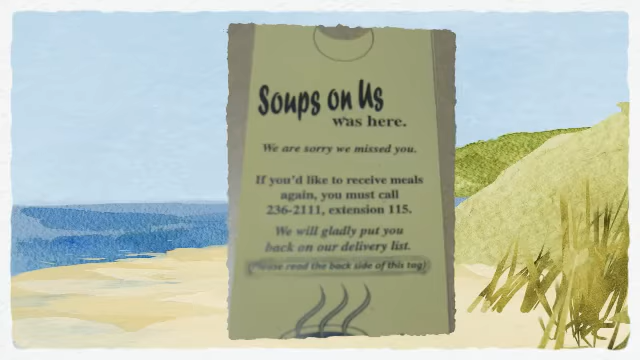 Soups on Us
was here.
We are sorry we missed you.
If you'd like to receive meals
again, you must call
236-2111, extension 115.
We will gladly put you
back on our delivery list.
(Please read the back side of this tag)